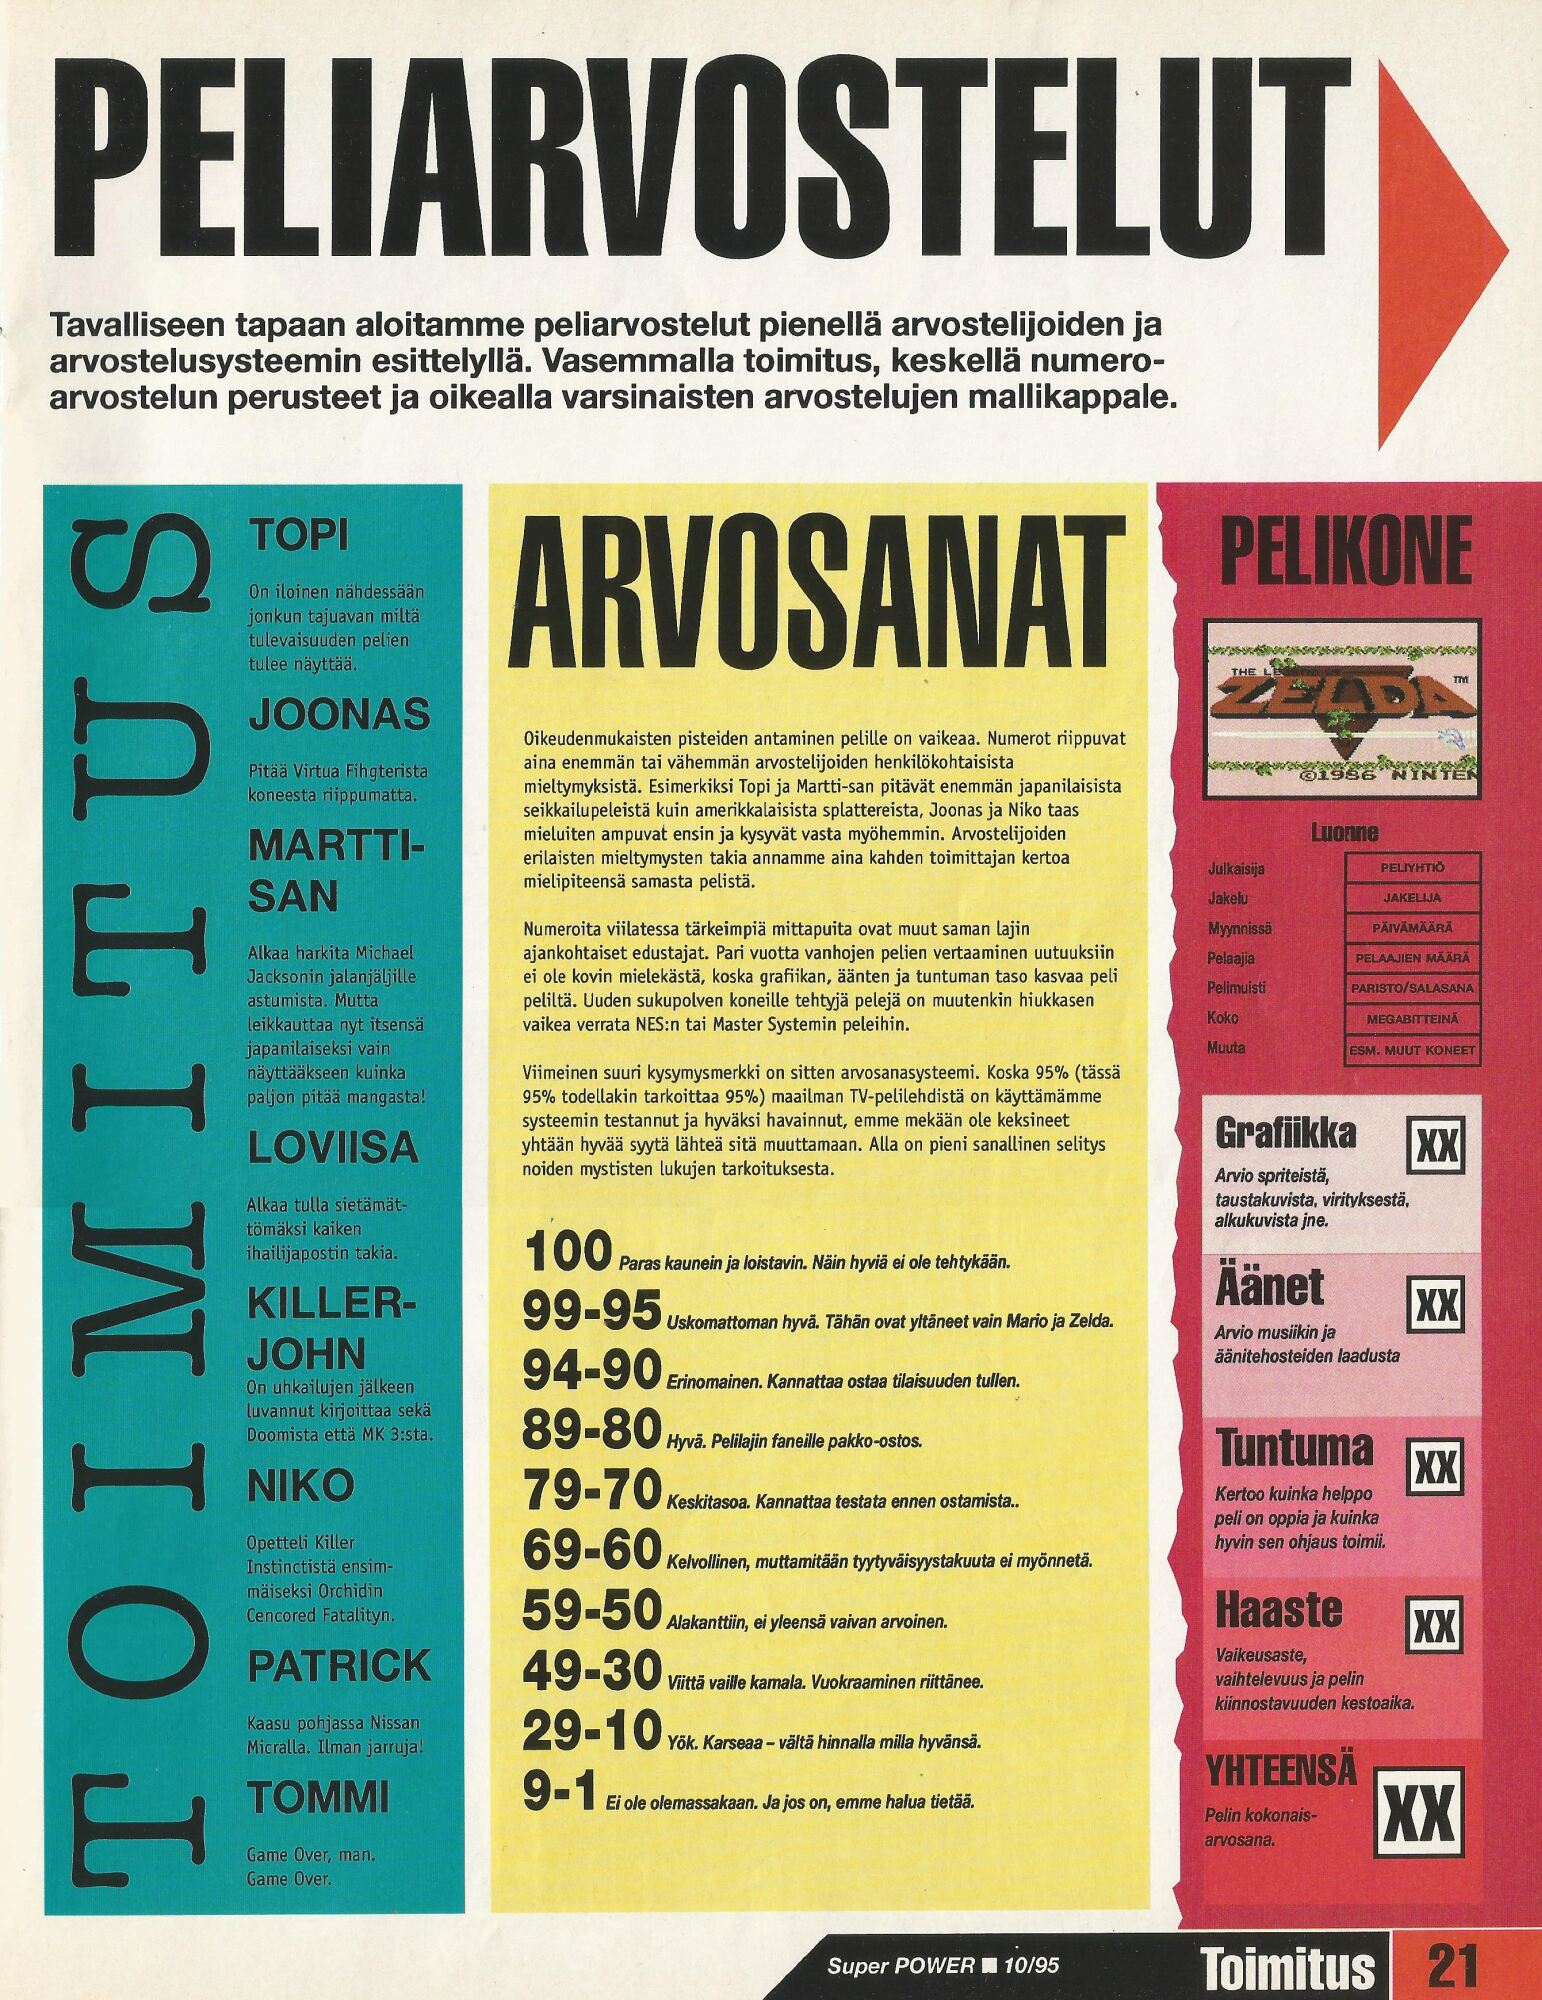 PELIARVOSTELUT
Tavalliseen tapaan aloitamme peliarvostelut pienellä arvostelijoiden ja
arvostelusysteemin esittelyllä. Vasemmalla toimitus, keskellä numero-
arvostelun perusteet ja oikealla varsinaisten arvostelujen mallikappale.
TOIMITUS
TOPI
On iloinen nähdessään
jonkun tajuavan miltä
tulevaisuuden pelien
tulee näyttää.
JOONAS
Pitää Virtua Fihgterista
koneesta riippumatta.
MARTTI-
SAN
Alkaa harkita Michael
Jacksonin jalanjäljille
astumista. Mutta
leikkauttaa nyt itsensä
japanilaiseksi vain
näyttääkseen kuinka
paljon pitää mangasta!
LOVIISA
Alkaa tulla sietämät-
tömäksi kaiken
ihailijapostin takia.
KILLER-
JOHN
On uhkailujen jälkeen
luvannut kirjoittaa sekä
Doomista että MK 3:sta.
NIKO
Opetteli Killer
Instinctistä ensim-
mäiseksi Orchidin
Cencored Fatalityn.
PATRICK
Kaasu pohjassa Nissan
Micralla. Ilman jarruja!
TOMMI
Game Over, man.
Game Over.
ARVOSANAT
Oikeudenmukaisten pisteiden antaminen pelille on vaikeaa. Numerot riippuvat
aina enemmän tai vähemmän arvostelijoiden henkilökohtaisista
mieltymyksistä. Esimerkiksi Topi ja Martti-san pitävät enemmän japanilaisista
seikkailupeleistä kuin amerikkalaisista splattereista, Joonas ja Niko taas
mieluiten ampuvat ensin ja kysyvät vasta myöhemmin. Arvostelijoiden
erilaisten mieltymysten takia annamme aina kahden toimittajan kertoa
mielipiteensä samasta pelistä.
Numeroita viilatessa tärkeimpiä mittapuita ovat muut saman lajin
ajankohtaiset edustajat. Pari vuotta vanhojen pelien vertaaminen uutuuksiin
ei ole kovin mielekästä, koska grafiikan, äänten ja tuntuman taso kasvaa peli
peliltä. Uuden sukupolven koneille tehtyjä pelejä on muutenkin hiukkasen
vaikea verrata NES:n tai Master Systemin peleihin.
Viimeinen suuri kysymysmerkki on sitten arvosanasysteemi. Koska 95% (tässä
95% todellakin tarkoittaa 95%) maailman TV-pelilehdistä on käyttämämme
systeemin testannut ja hyväksi havainnut, emme mekään ole keksineet
yhtään hyvää syytä lähteä sitä muuttamaan. Alla on pieni sanallinen selitys
noiden mystisten lukujen tarkoituksesta.
100 Paras kaunein ja loistavin. Näin hyviä ei ole tehtykään.
99-95 Uskomattoman hyvä. Tähän ovat yltäneet vain Mario ja Zelda.
94-90 Erinomainen. Kannattaa ostaa tilaisuuden tullen.
89-80 Hyvä. Pelilajin faneille pakko-ostos.
79-70 Keskitasoa. Kannattaa testata ennen ostamista..
69-60 Kelvollinen, muttamitään tyytyväisyystakuuta ei myönnetä.
59-50 Alakanttiin, ei yleensä vaivan arvoinen.
49-30 Viittä vaille kamala. Vuokraaminen riittänee.
29-10 Yök. Karseaa – vältä hinnalla milla hyvänsä.
9-1 Ei ole olemassakaan. Ja jos on, emme halua tietää.
PELIKONE
THE LE
ZELDA TM
©1986 NINTEN
Luonne
Julkaisija PELIYHTIÖ
Jakelu JAKELIJA
Myynnissä PÄIVÄMÄÄRÄ
Pelaajia PELAAJIEN MÄÄRÄ
Pelimuisti PARISTO/SALASANA
Koko MEGABITTEINÄ
Muuta ESM. MUUT KONEET
Grafiikka XX
Arvio spriteistä,
taustakuvista, virityksestä,
alkukuvista jne.
Äänet XX
Arvio musiikin ja
äänitehosteiden laadusta
Tuntuma XX
Kertoo kuinka helppo
peli on oppia ja kuinka
hyvin sen ohjaus toimii.
Haaste XX
Vaikeusaste,
vaihtelevuus ja pelin
kiinnostavuuden kestoaika.
YHTEENSÄ XX
Pelin kokonais-
arvosana.
Super POWER ■ 10/95 Toimitus 21